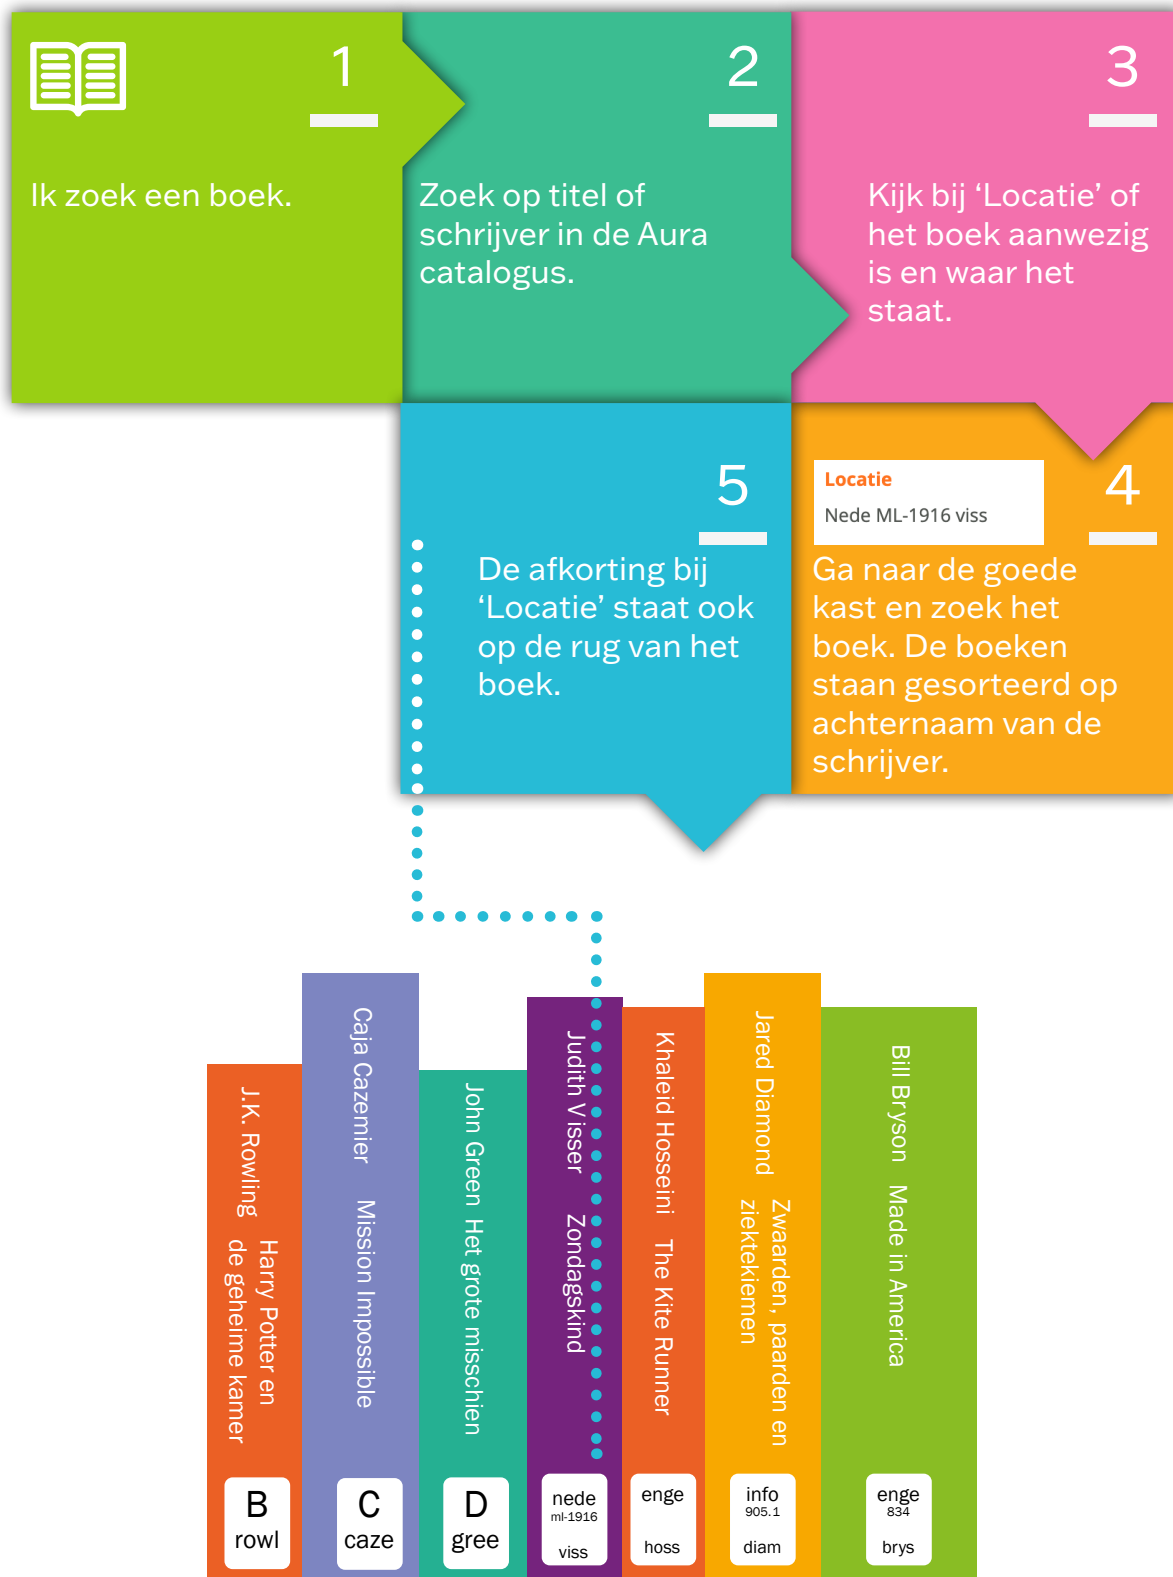 1
Ik zoek een boek.
2
Zoek op titel of
schrijver in de Aura
catalogus.
3
Kijk bij ‘Locatie’ of
het boek aanwezig
is en waar het
staat.
4
Locatie
Nede ML-1916 viss
Ga naar de goede
kast en zoek het
boek. De boeken
staan gesorteerd op
achternaam van de
schrijver.
5
De afkorting bij
‘Locatie’ staat ook
op de rug van het
boek.
J.K. Rowling
Harry Potter en
de geheime kamer
B
rowl
Caja Cazemier Mission Impossible
C
caze
John Green Het grote misschien
D
gree
Judith Visser Zondagskind
nede
ml-1916
viss
Khaleid Hosseini The Kite Runner
enge
hoss
Jared Diamond
Zwaarden, paarden en
ziektekiemen
info
905.1
diam
Bill Bryson Made in America
enge
834
brys